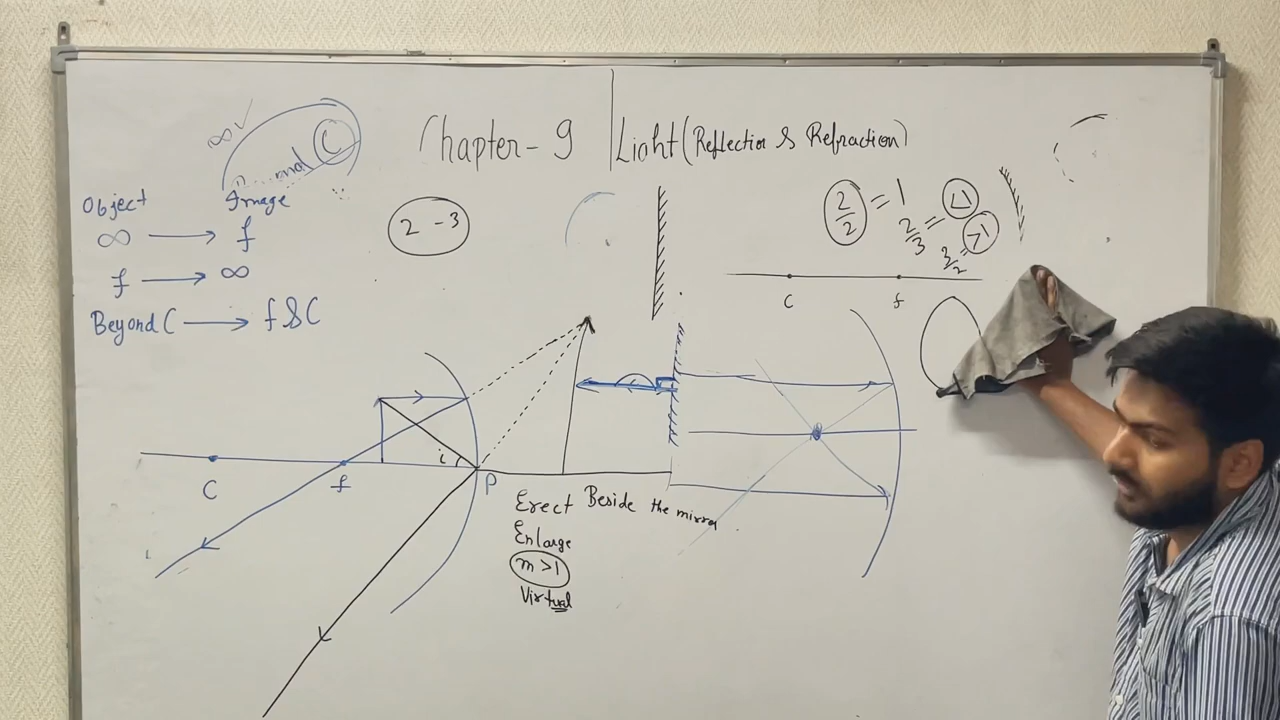 Chapter - 9 Light (Reflection & Refraction)
∞ ✓
C
Object Image
∞ → f
f → ∞
Beyond C → f & C
2 - 3
2/2 = 1
2/3 = <1
3/2 = >1
C f
C f i P
Erect Beside the mirror
Enlarge
m > 1
Virtual